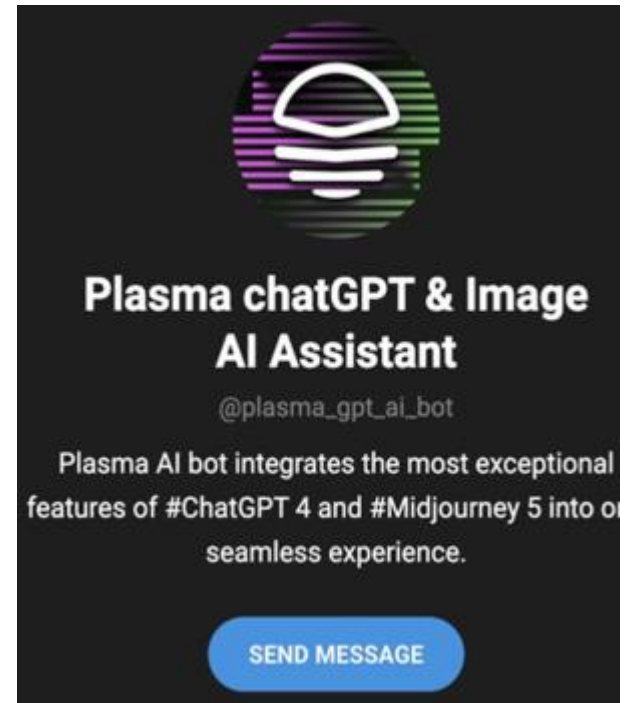 Plasma chatGPT & Image
AI Assistant
@plasma_gpt_ai_bot
Plasma AI bot integrates the most exceptional
features of #ChatGPT 4 and #Midjourney 5 into
seamless experience.
SEND MESSAGE